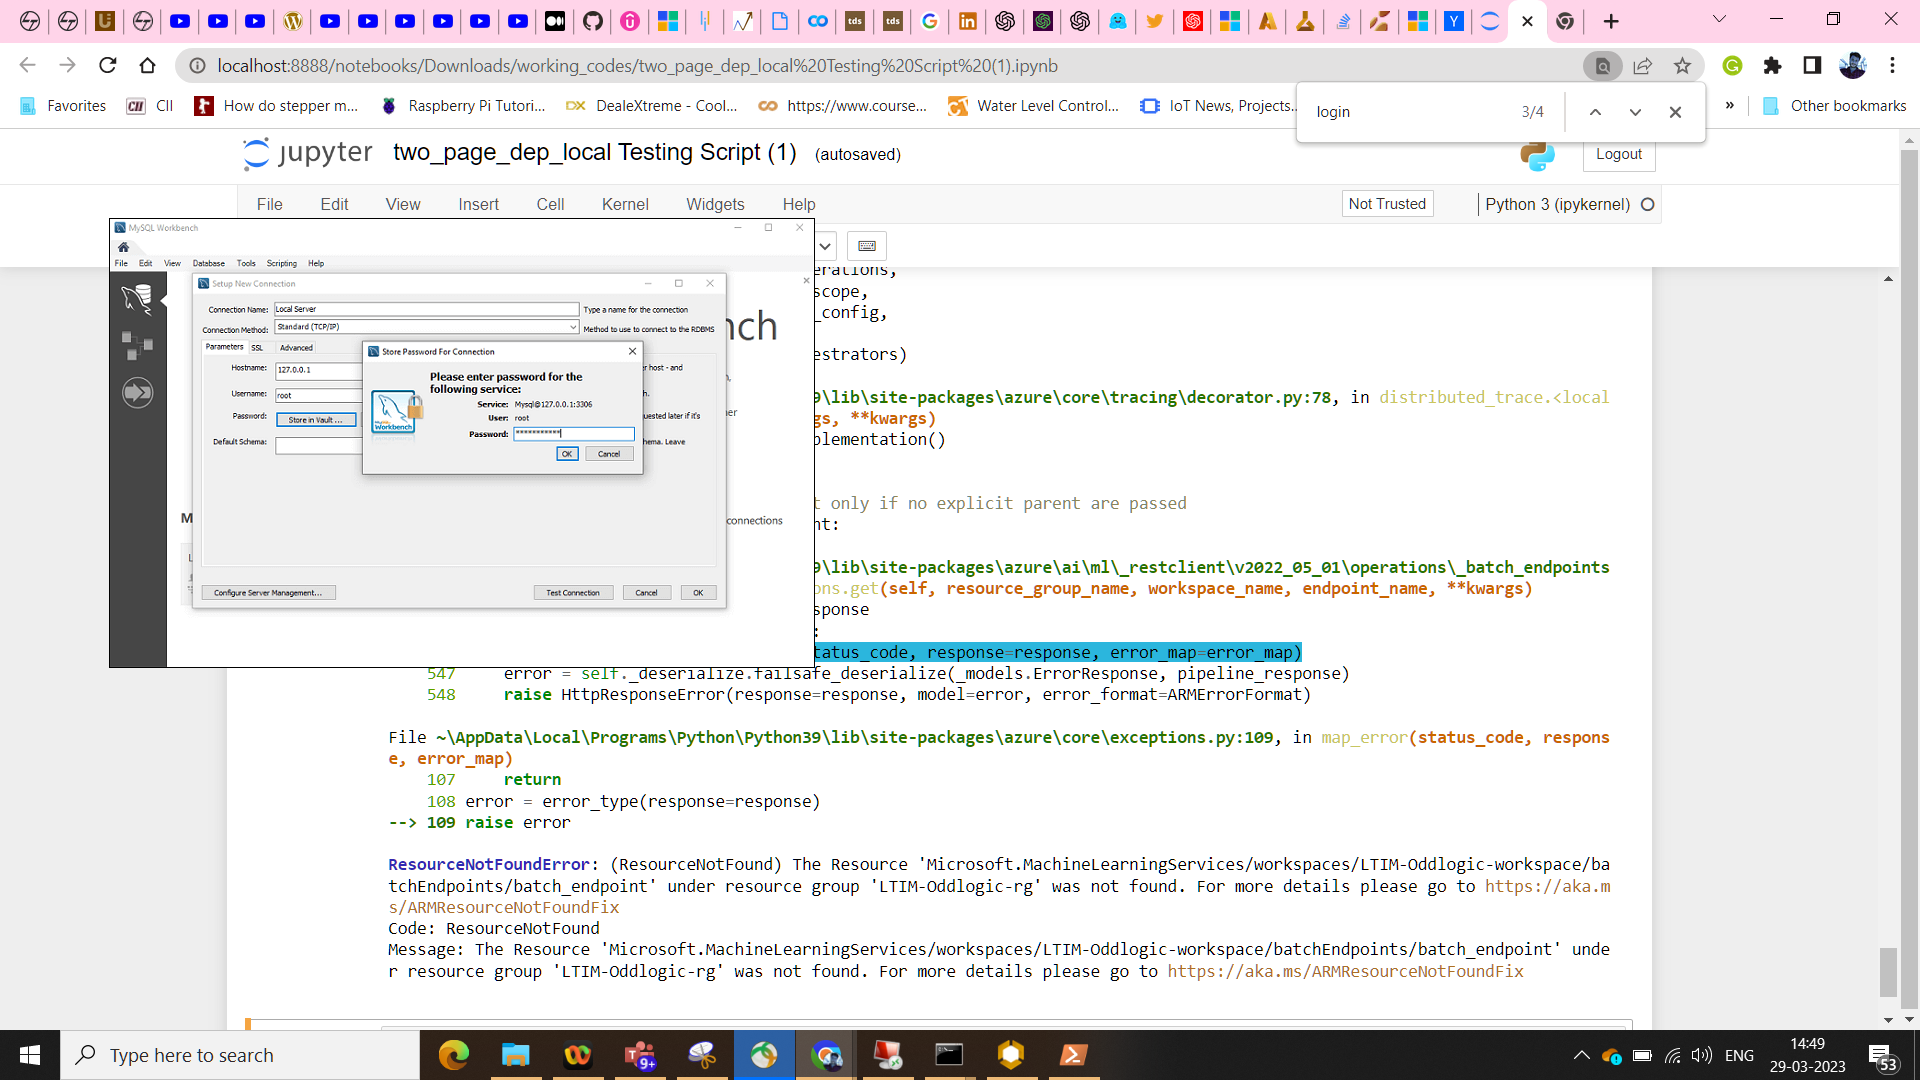 localhost:8888/notebooks/Downloads/working_codes/two_page_dep_local%20Testing%20Script%20(1).ipynb
Favorites
CII
How do stepper m...
Raspberry Pi Tutori...
DealeXtreme - Cool...
https://www.course...
Water Level Control...
IoT News, Projects...
»
Other bookmarks
login
3/4
jupyter two_page_dep_local Testing Script (1) (autosaved)
Logout
File Edit View Insert Cell Kernel Widgets Help
Not Trusted
Python 3 (ipykernel)
MySQL Workbench
File Edit View Database Tools Scripting Help
Setup New Connection
Connection Name: Local Server Type a name for the connection
Connection Method: Standard (TCP/IP) Method to use to connect to the RDBMS
Parameters SSL Advanced
Hostname: 127.0.0.1
r host - and
Username: root
Password: Store in Vault ...
quested later if it's
Default Schema:
hema. Leave
Store Password For Connection
Please enter password for the
following service:
Service: Mysql@127.0.0.1:3306
User: root
Password: ***********
OK Cancel
Workbench
Configure Server Management...
Test Connection Cancel OK
nch
connections
M
L
erations,
scope,
_config,
estrators)
9\lib\site-packages\azure\core\tracing\decorator.py:78, in distributed_trace.<local
gs, **kwargs)
plementation()
t only if no explicit parent are passed
nt:
9\lib\site-packages\azure\ai\ml\_restclient\v2022_05_01\operations\_batch_endpoints
ons.get(self, resource_group_name, workspace_name, endpoint_name, **kwargs)
sponse
:
tatus_code, response=response, error_map=error_map)
547 error = self._deserialize.failsafe_deserialize(_models.ErrorResponse, pipeline_response)
548 raise HttpResponseError(response=response, model=error, error_format=ARMErrorFormat)
File ~\AppData\Local\Programs\Python\Python39\lib\site-packages\azure\core\exceptions.py:109, in map_error(status_code, respons
e, error_map)
107 return
108 error = error_type(response=response)
--> 109 raise error
ResourceNotFoundError: (ResourceNotFound) The Resource 'Microsoft.MachineLearningServices/workspaces/LTIM-Oddlogic-workspace/ba
tchEndpoints/batch_endpoint' under resource group 'LTIM-Oddlogic-rg' was not found. For more details please go to https://aka.m
s/ARMResourceNotFoundFix
Code: ResourceNotFound
Message: The Resource 'Microsoft.MachineLearningServices/workspaces/LTIM-Oddlogic-workspace/batchEndpoints/batch_endpoint' unde
r resource group 'LTIM-Oddlogic-rg' was not found. For more details please go to https://aka.ms/ARMResourceNotFoundFix
Type here to search
9+
ENG
14:49
29-03-2023
53